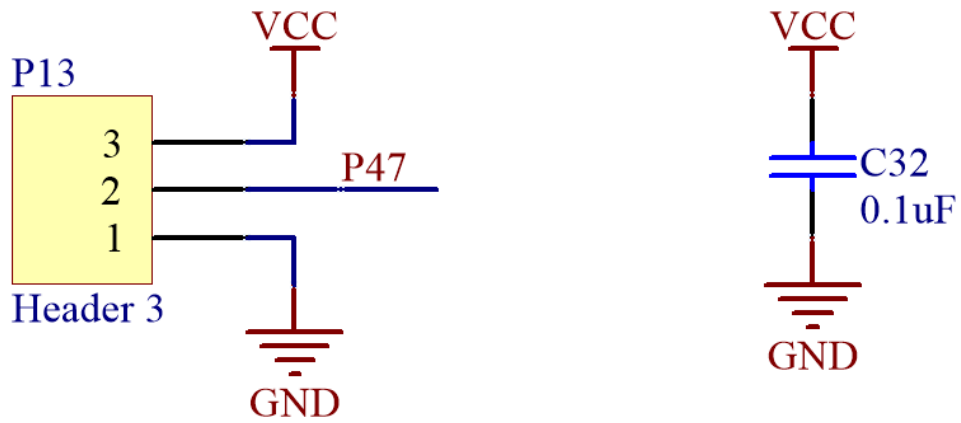 VCC
P13
3
2
1
P47
Header 3
GND
VCC
C32
0.1uF
GND